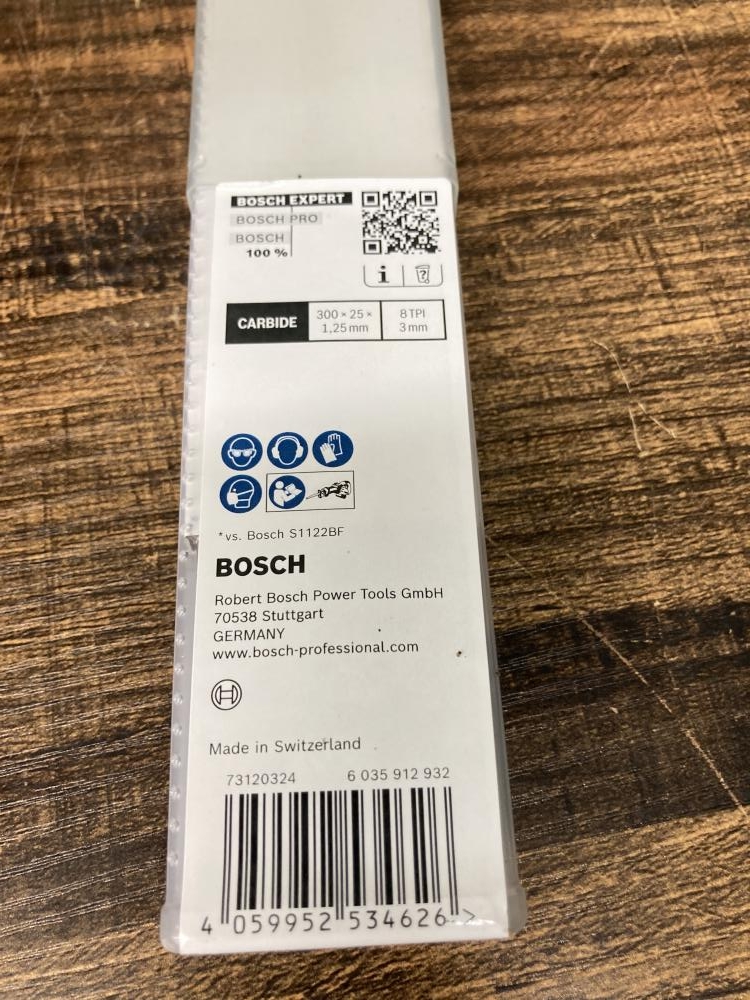 BOSCH EXPERT
BOSCH PRO
BOSCH
100 %
i
?
CARBIDE
300 × 25 ×
1,25 mm
8 TPI
3 mm
*vs. Bosch S1122BF
BOSCH
Robert Bosch Power Tools GmbH
70538 Stuttgart
GERMANY
www.bosch-professional.com
Made in Switzerland
73120324 6 035 912 932
4 059952 534626 >